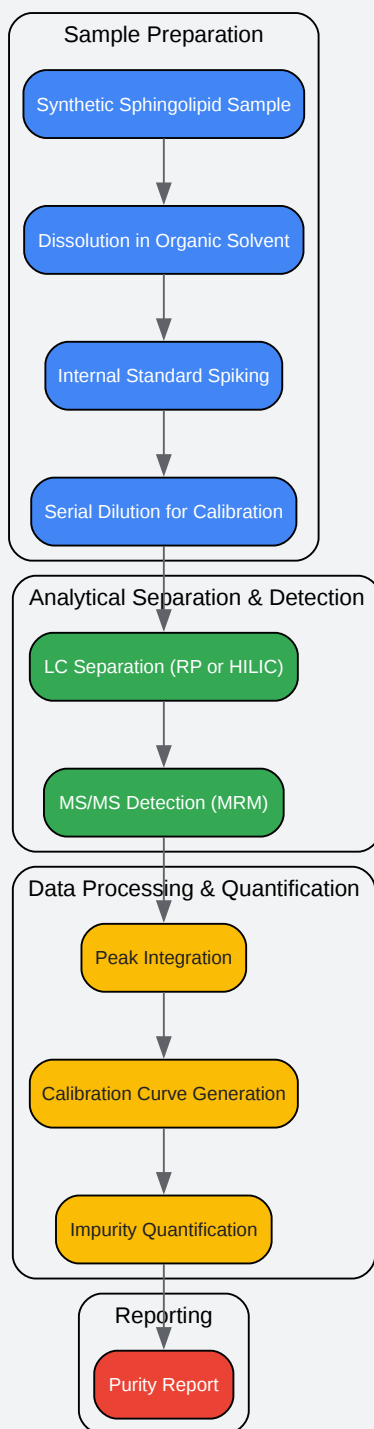 Sample Preparation
Synthetic Sphingolipid Sample
Dissolution in Organic Solvent
Internal Standard Spiking
Serial Dilution for Calibration
Analytical Separation & Detection
LC Separation (RP or HILIC)
MS/MS Detection (MRM)
Data Processing & Quantification
Peak Integration
Calibration Curve Generation
Impurity Quantification
Reporting
Purity Report